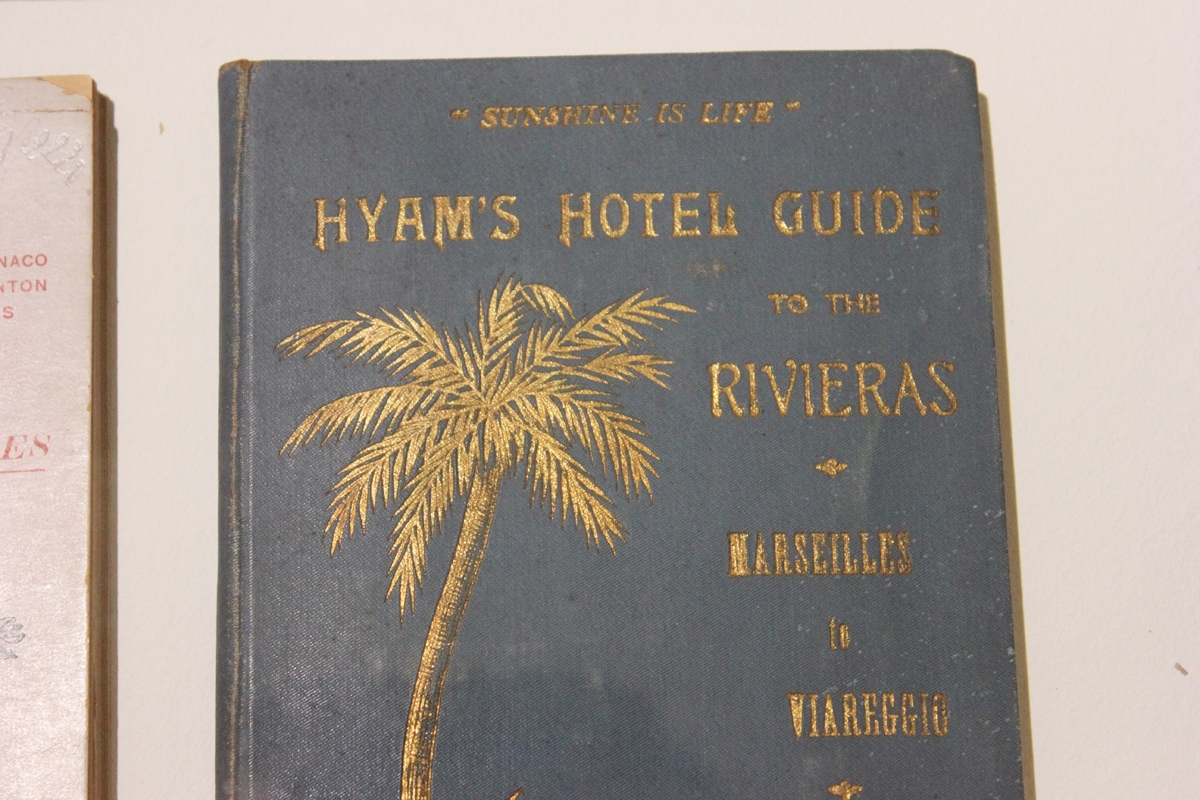 NACO
NTON
S
ES
" SUNSHINE IS LIFE "
HYAM'S HOTEL GUIDE
TO THE
RIVIERAS
MARSEILLES
to
VIAREGGIO